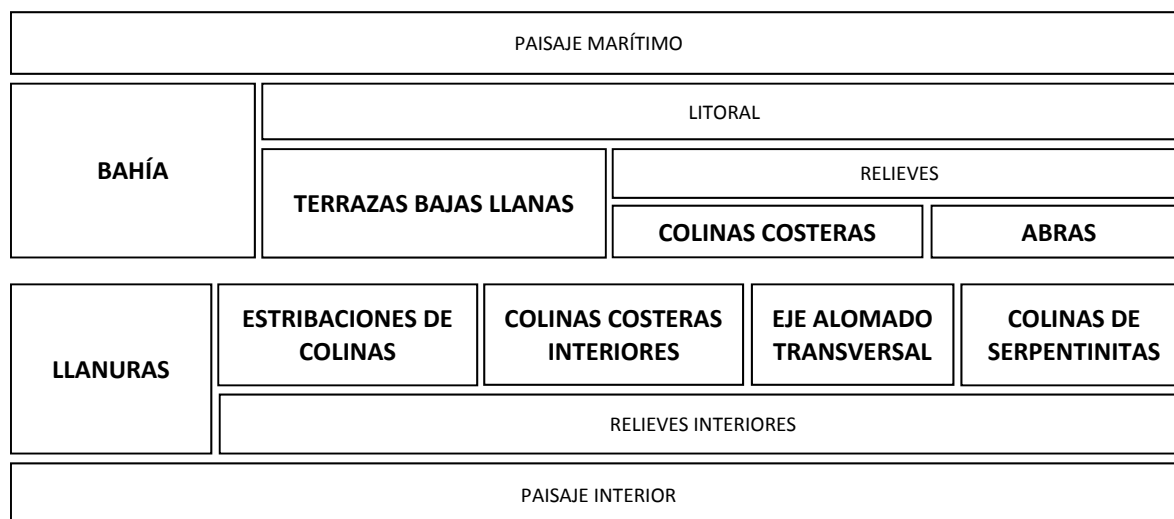 PAISAJE MARÍTIMO
BAHÍA
LITORAL
TERRAZAS BAJAS LLANAS
RELIEVES
COLINAS COSTERAS
ABRAS
LLANURAS
ESTRIBACIONES DE
COLINAS
COLINAS COSTERAS
INTERIORES
EJE ALOMADO
TRANSVERSAL
COLINAS DE
SERPENTINITAS
RELIEVES INTERIORES
PAISAJE INTERIOR